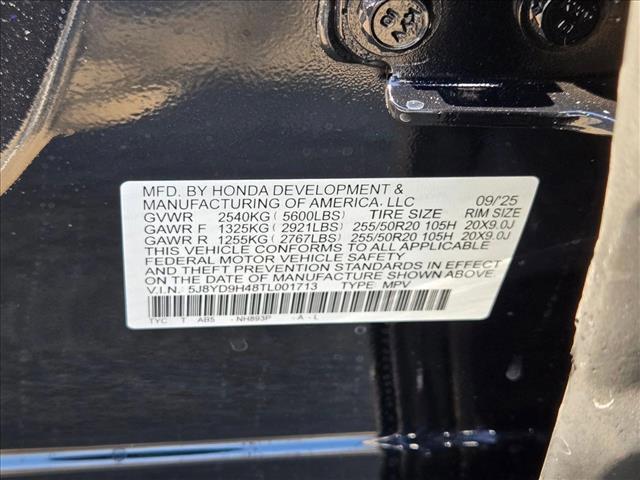 MFD. BY HONDA DEVELOPMENT &
MANUFACTURING OF AMERICA, LLC 09/'25
GVWR 2540KG ( 5600LBS) TIRE SIZE RIM SIZE
GAWR F 1325KG ( 2921LBS) 255/50R20 105H 20X9.0J
GAWR R 1255KG ( 2767LBS) 255/50R20 105H 20X9.0J
THIS VEHICLE CONFORMS TO ALL APPLICABLE
FEDERAL MOTOR VEHICLE SAFETY
AND THEFT PREVENTION STANDARDS IN EFFECT
ON THE DATE OF MANUFACTURE SHOWN ABOVE.
V.I.N. 5J8YD9H48TL001713 TYPE MPV
TYC T AB5 - NH893P - A - L